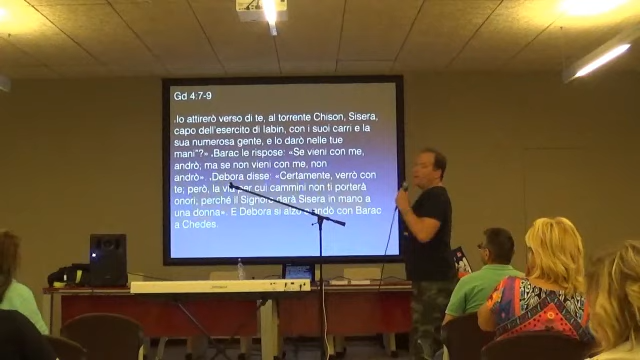 Gd 4:7-9
Io attirerò verso di te, al torrente Chison, Sisera,
capo dell'esercito di Iabin, con i suoi carri e la
sua numerosa gente, e lo darò nelle tue
mani"?» Barac le rispose: «Se vieni con me,
andrò; ma se non vieni con me, non
andrò». Debora disse: «Certamente, verrò con
te; però, la via per cui cammini non ti porterà
onori; perché il Signore darà Sisera in mano a
una donna». E Debora si alzò e andò con Barac
a Chedes.